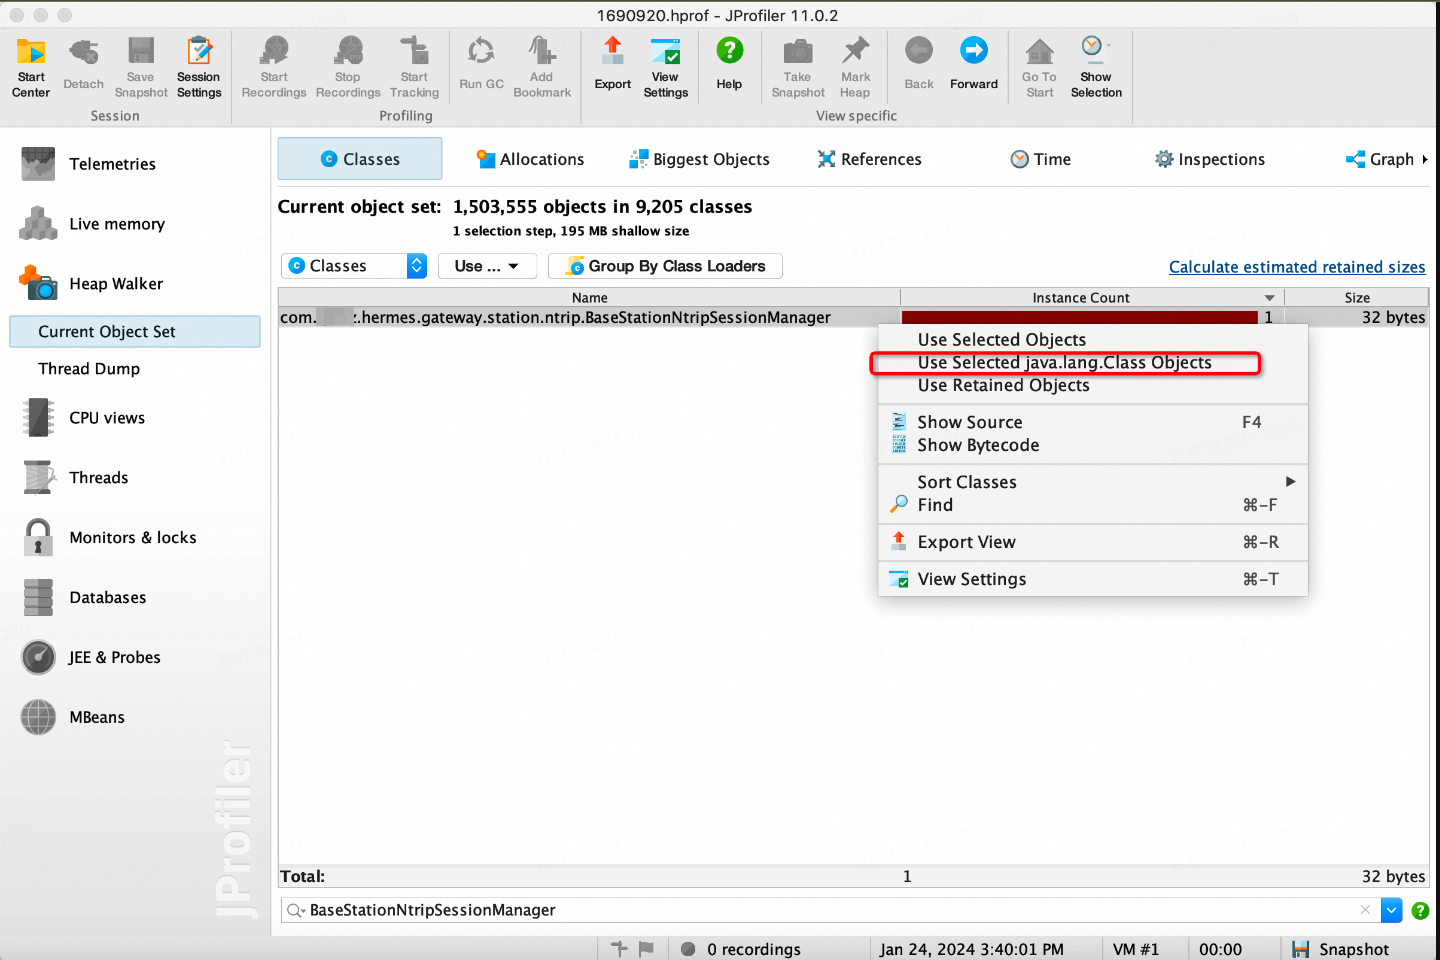 1690920.hprof - JProfiler 11.0.2
Start Center
Detach
Save Snapshot
Session Settings
Start Recordings
Stop Recordings
Start Tracking
Run GC
Add Bookmark
Export
View Settings
Help
Take Snapshot
Mark Heap
Back
Forward
Go To Start
Show Selection
Session
Profiling
View specific
Telemetries
Live memory
Heap Walker
Current Object Set
Thread Dump
CPU views
Threads
Monitors & locks
Databases
JEE & Probes
MBeans
JProfiler
Classes
Allocations
Biggest Objects
References
Time
Inspections
Graph
Current object set: 1,503,555 objects in 9,205 classes
1 selection step, 195 MB shallow size
Classes
Use ...
Group By Class Loaders
Calculate estimated retained sizes
Name Instance Count Size
com. z.hermes.gateway.station.ntrip.BaseStationNtripSessionManager 1 32 bytes
Use Selected Objects
Use Selected java.lang.Class Objects
Use Retained Objects
Show Source F4
Show Bytecode
Sort Classes
Find ⌘-F
Export View ⌘-R
View Settings ⌘-T
Total: 1 32 bytes
BaseStationNtripSessionManager
0 recordings
Jan 24, 2024 3:40:01 PM
VM #1
00:00
Snapshot